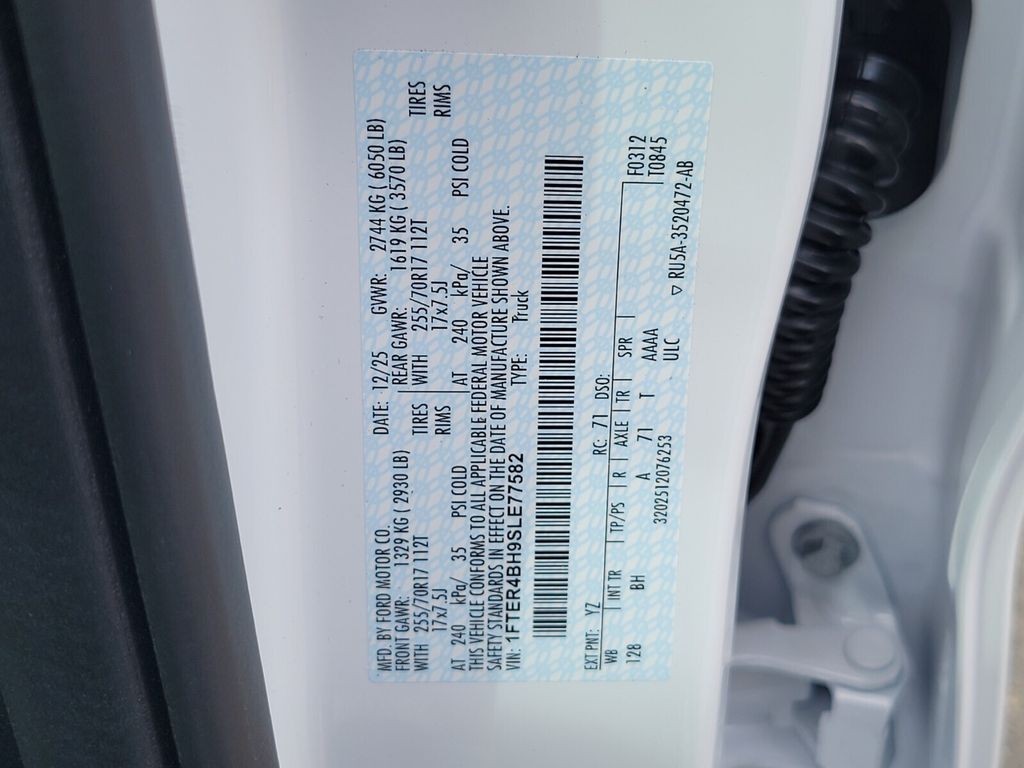 MFD. BY FORD MOTOR CO. DATE: 12/25 GVWR: 2744 KG ( 6050 LB)
FRONT GAWR: 1329 KG ( 2930 LB) REAR GAWR: 1619 KG ( 3570 LB)
WITH 255/70R17 112T TIRES WITH 255/70R17 112T TIRES
17x7.5J RIMS 17x7.5J RIMS
AT 240 kPa/ 35 PSI COLD AT 240 kPa/ 35 PSI COLD
THIS VEHICLE CONFORMS TO ALL APPLICABLE FEDERAL MOTOR VEHICLE
SAFETY STANDARDS IN EFFECT ON THE DATE OF MANUFACTURE SHOWN ABOVE.
VIN: 1FTER4BH9SLE77582 TYPE: Truck
EXT PNT: YZ RC: 71 DSO:
WB INT TR TP/PS R AXLE TR SPR F0312
128 BH A 71 T AAAA T0845
3202512076253 ULC
▽ RU5A-3520472-AB